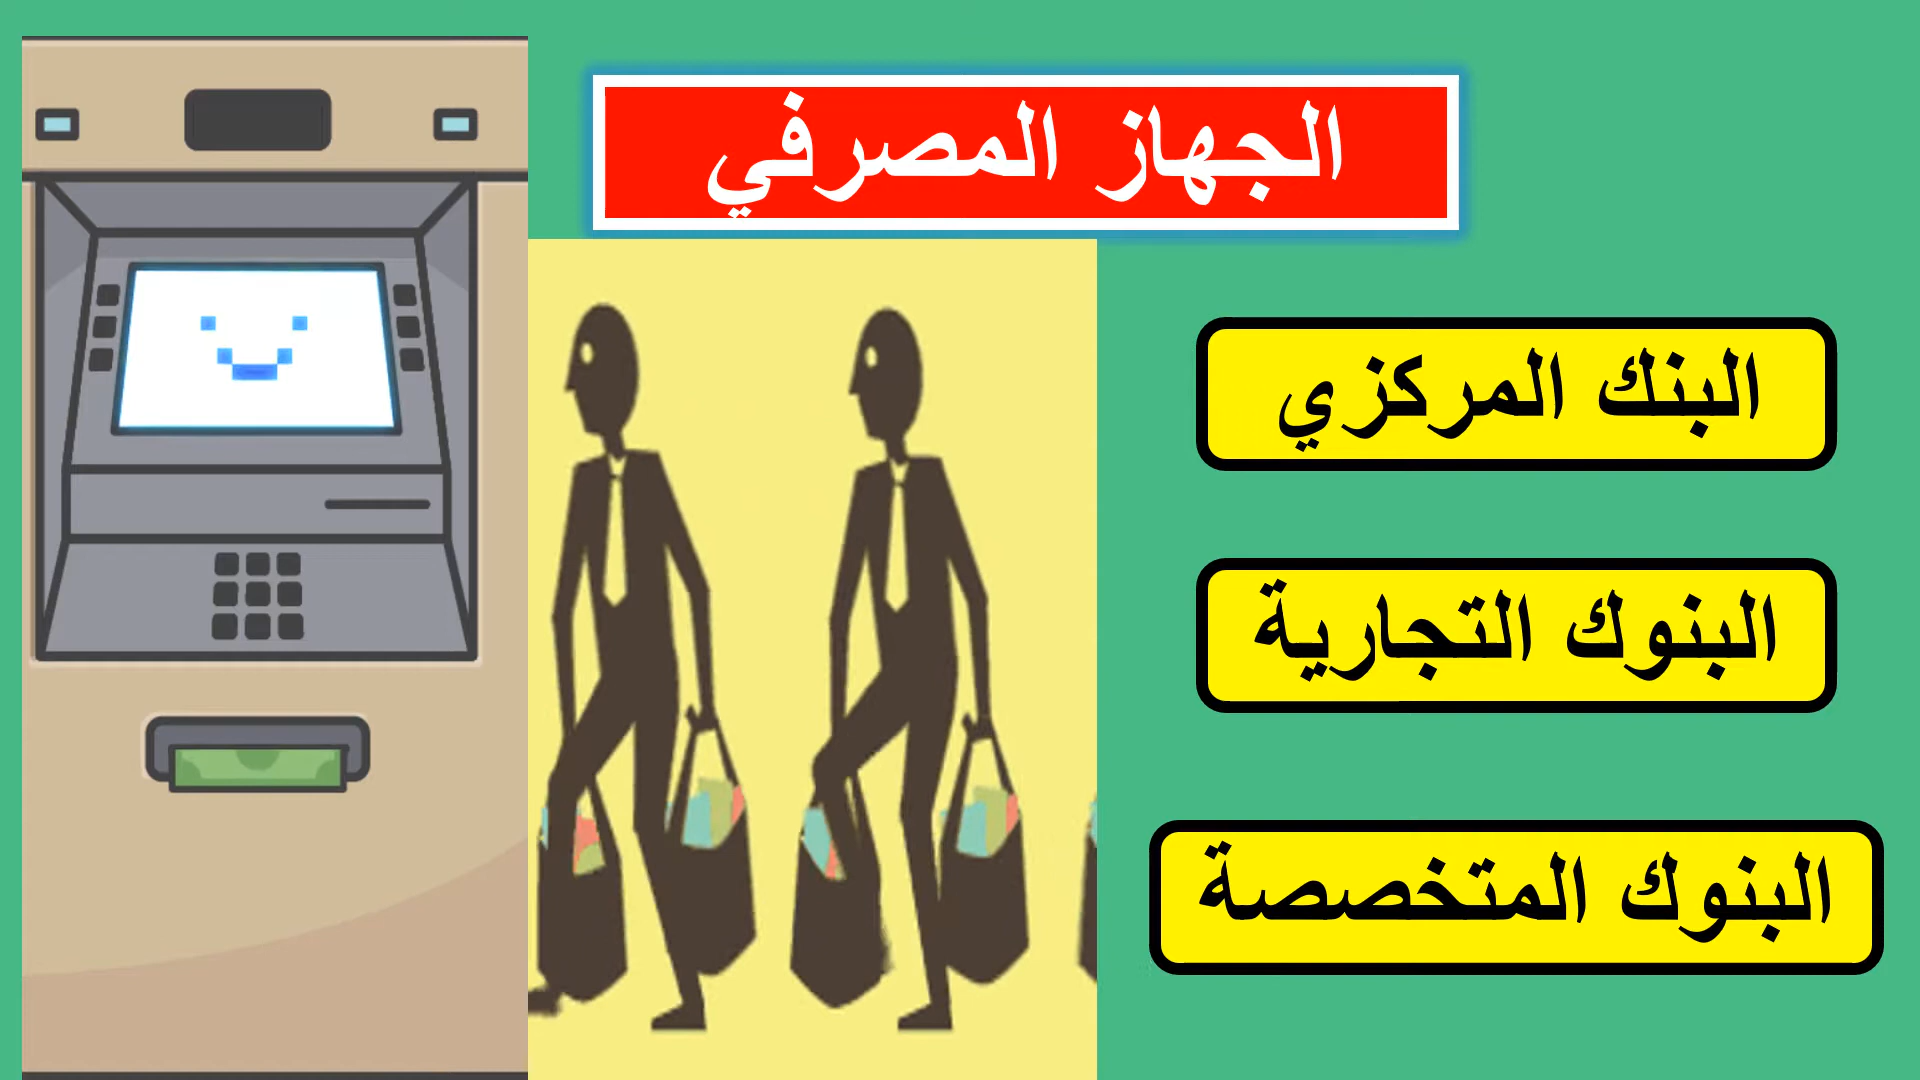 الجهاز المصرفي
البنك المركزي
البنوك التجارية
البنوك المتخصصة